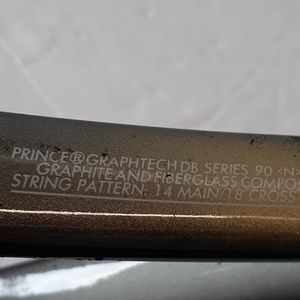 PRINCE® GRAPHTECH DB SERIES 90 <N>
GRAPHITE AND FIBERGLASS COMPO
STRING PATTERN: 14 MAIN/18 CROSS